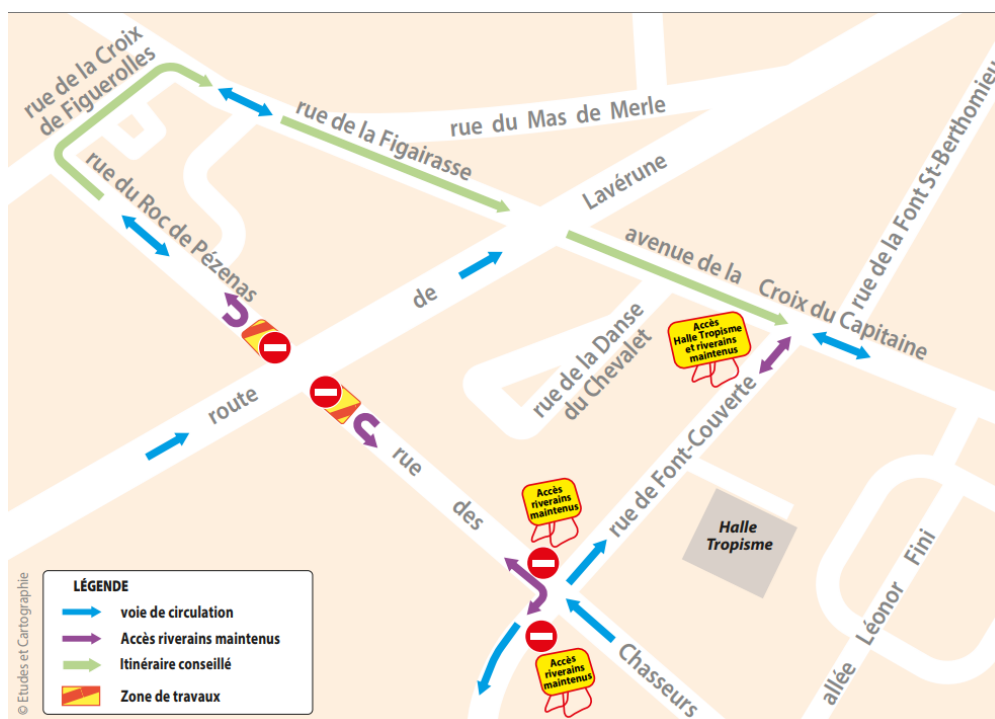 rue de la Croix
de Figuerolles
rue de la Figairasse
rue du Mas de Merle
Lavérune
rue de la Font St-Berthomieu
rue du Roc de Pézenas
de
avenue de la Croix du Capitaine
Accès
Halle Tropisme
et riverains
maintenus
rue de la Danse
du Chevalet
route
rue
des
rue de Font-Couverte
Accès
riverains
maintenus
Halle
Tropisme
allée Léonor Fini
Accès
riverains
maintenus
Chasseurs
LÉGENDE
voie de circulation
Accès riverains maintenus
Itinéraire conseillé
Zone de travaux
© Etudes et Cartographie